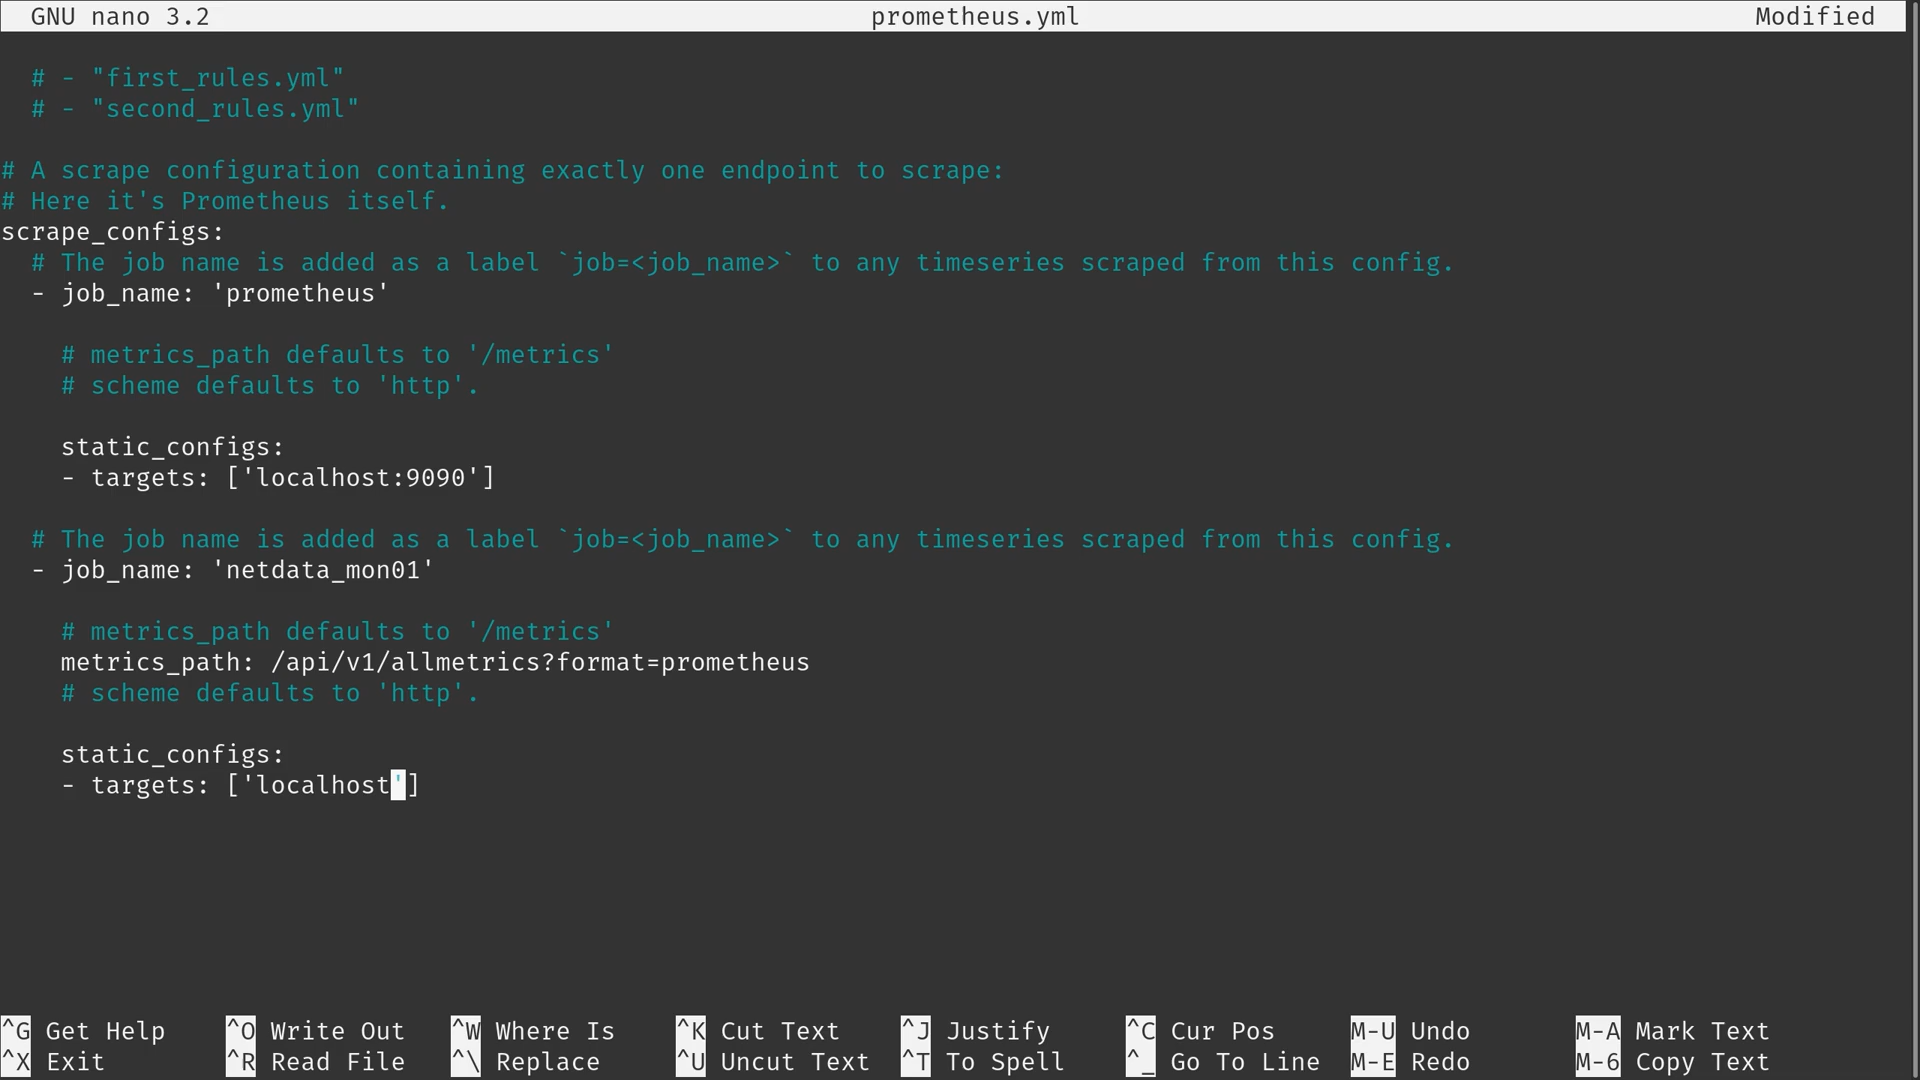 GNU nano 3.2 prometheus.yml Modified
# - "first_rules.yml"
# - "second_rules.yml"
# A scrape configuration containing exactly one endpoint to scrape:
# Here it's Prometheus itself.
scrape_configs:
# The job name is added as a label `job=<job_name>` to any timeseries scraped from this config.
- job_name: 'prometheus'
# metrics_path defaults to '/metrics'
# scheme defaults to 'http'.
static_configs:
- targets: ['localhost:9090']
# The job name is added as a label `job=<job_name>` to any timeseries scraped from this config.
- job_name: 'netdata_mon01'
# metrics_path defaults to '/metrics'
metrics_path: /api/v1/allmetrics?format=prometheus
# scheme defaults to 'http'.
static_configs:
- targets: ['localhost']
^G Get Help ^O Write Out ^W Where Is ^K Cut Text ^J Justify ^C Cur Pos M-U Undo M-A Mark Text
^X Exit ^R Read File ^\ Replace ^U Uncut Text ^T To Spell ^_ Go To Line M-E Redo M-6 Copy Text